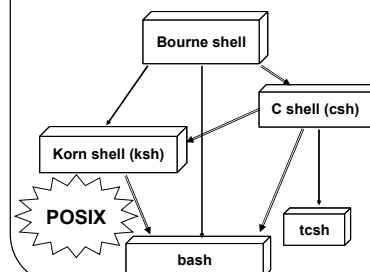 Bourne shell
C shell (csh)
Korn shell (ksh)
POSIX
tcsh
bash